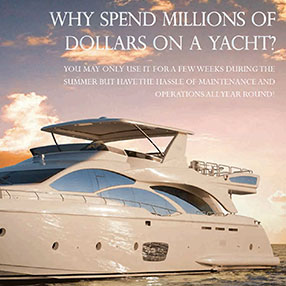 WHY SPEND MILLIONS OF
DOLLARS ON A YACHT?
YOU MAY ONLY USE IT FOR A FEW WEEKS DURING THE
SUMMER BUT HAVE THE HASSLE OF MAINTENANCE AND
OPERATIONS ALL YEAR ROUND!